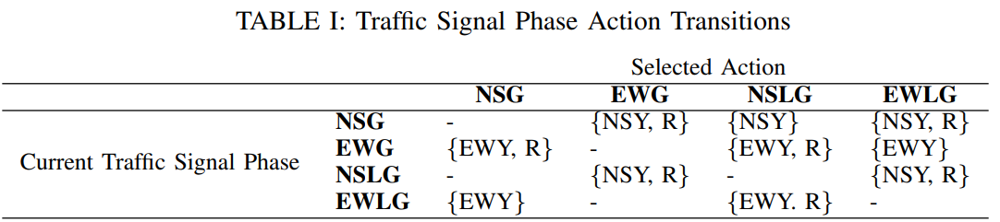 TABLE I: Traffic Signal Phase Action Transitions
Selected Action
NSG EWG NSLG EWLG
NSG - {NSY, R} {NSY} {NSY, R}
EWG {EWY, R} - {EWY, R} {EWY}
Current Traffic Signal Phase
NSLG - {NSY, R} - {NSY, R}
EWLG {EWY} - {EWY. R} -